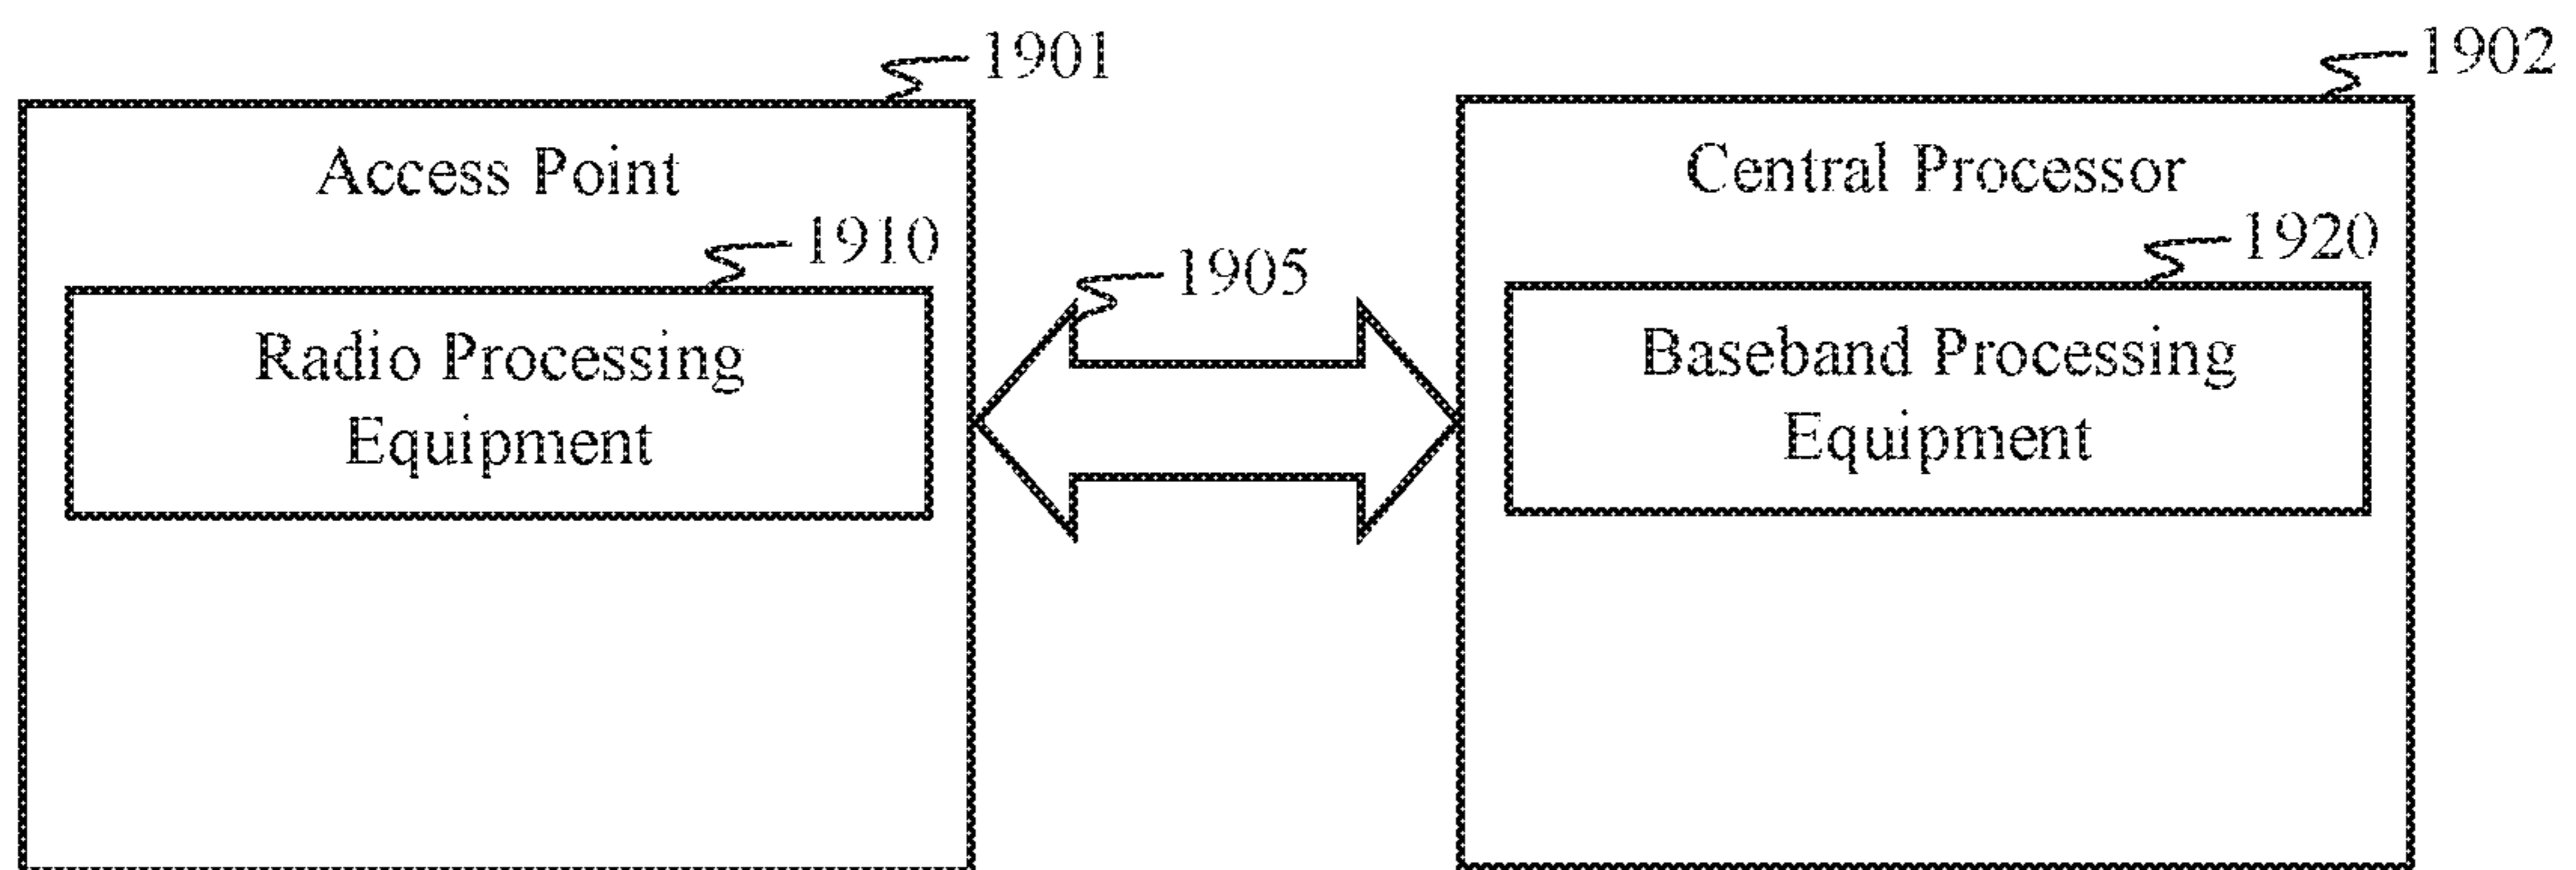 1901
1902
Access Point
Central Processor
1910
1920
1905
Radio Processing
Equipment
Baseband Processing
Equipment